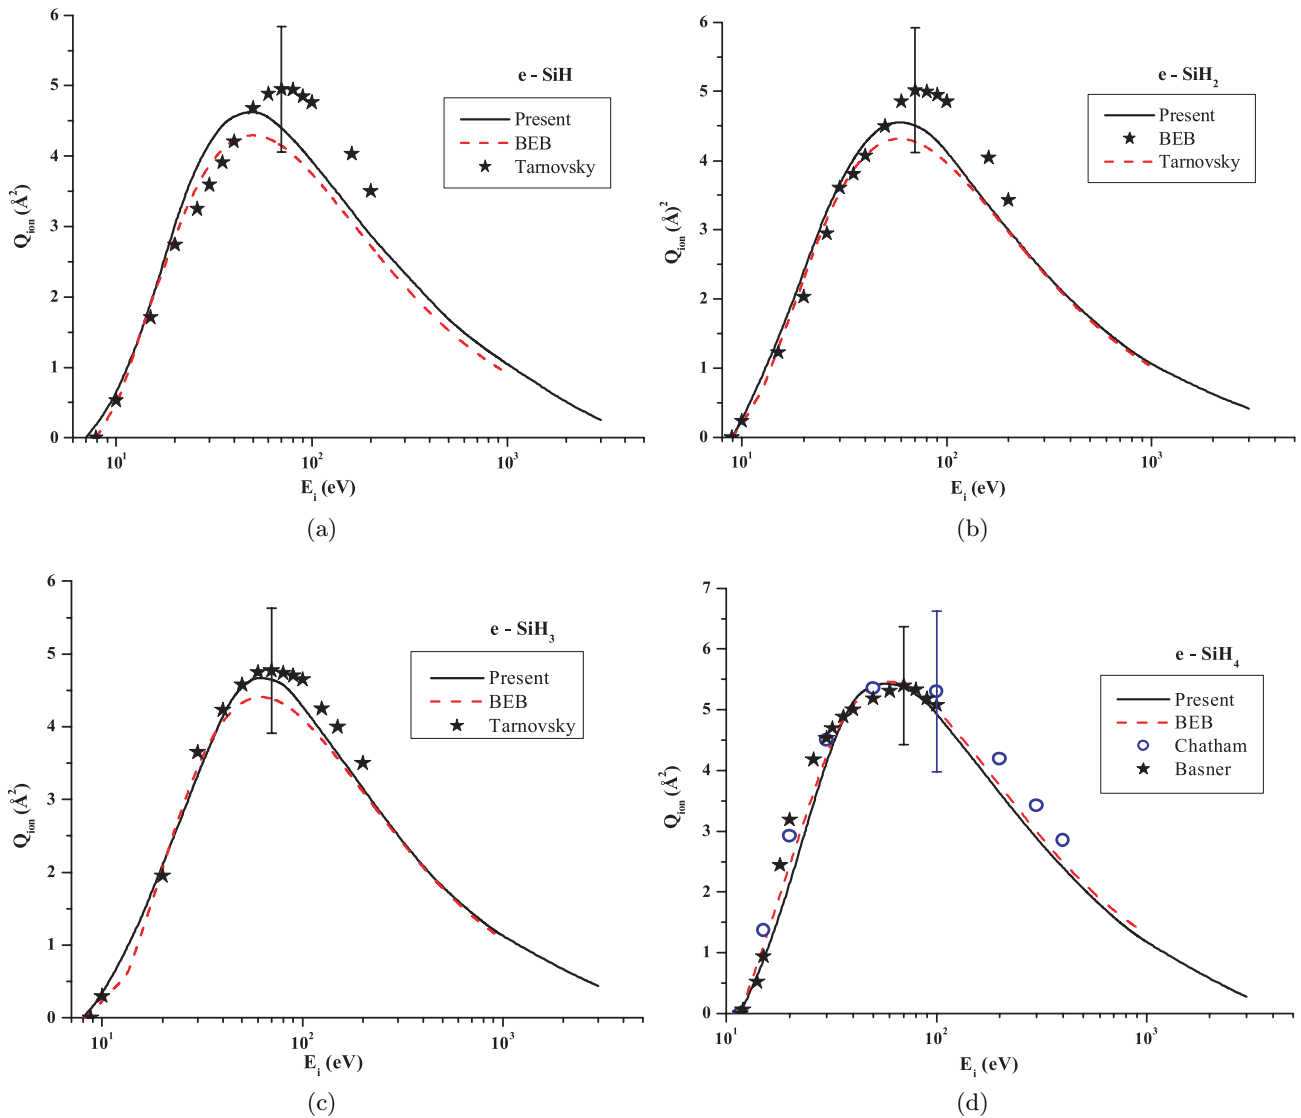 e - SiH
Present
BEB
Tarnovsky
Q_ion (Å²)
6
5
4
3
2
1
0
10¹ 10² 10³
E_i (eV)
(a)
e - SiH₂
Present
BEB
Tarnovsky
Q_ion (Å)²
6
5
4
3
2
1
0
10¹ 10² 10³
E_i (eV)
(b)
e - SiH₃
Present
BEB
Tarnovsky
Q_ion (Å²)
6
5
4
3
2
1
0
10¹ 10² 10³
E_i (eV)
(c)
e - SiH₄
Present
BEB
Chatham
Basner
Q_ion (Å²)
7
6
5
4
3
2
1
0
10¹ 10² 10³
E_i (eV)
(d)